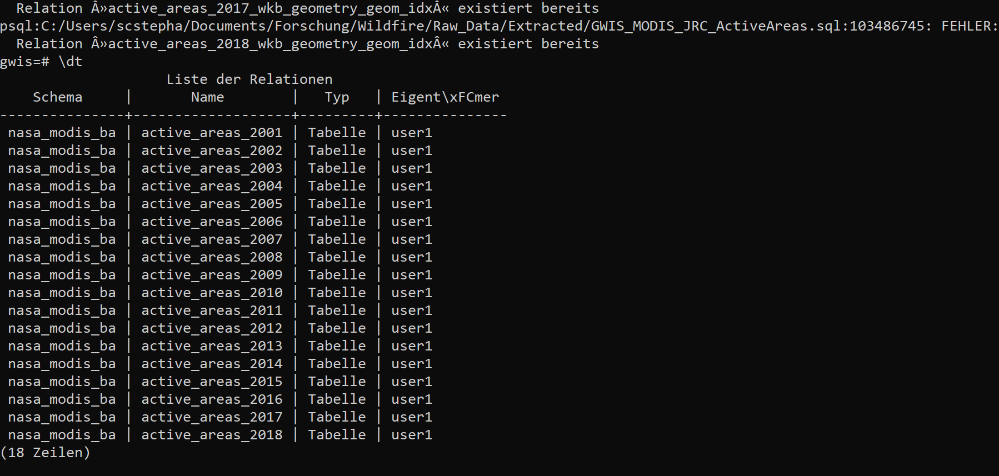 Relation Â»active_areas_2017_wkb_geometry_geom_idxÂ« existiert bereits
psql:C:/Users/scstepha/Documents/Forschung/Wildfire/Raw_Data/Extracted/GWIS_MODIS_JRC_ActiveAreas.sql:103486745: FEHLER:
Relation Â»active_areas_2018_wkb_geometry_geom_idxÂ« existiert bereits
gwis=# \dt
Liste der Relationen
Schema | Name | Typ | Eigent\xFCmer
---------------+-------------------+---------+---------------
nasa_modis_ba | active_areas_2001 | Tabelle | user1
nasa_modis_ba | active_areas_2002 | Tabelle | user1
nasa_modis_ba | active_areas_2003 | Tabelle | user1
nasa_modis_ba | active_areas_2004 | Tabelle | user1
nasa_modis_ba | active_areas_2005 | Tabelle | user1
nasa_modis_ba | active_areas_2006 | Tabelle | user1
nasa_modis_ba | active_areas_2007 | Tabelle | user1
nasa_modis_ba | active_areas_2008 | Tabelle | user1
nasa_modis_ba | active_areas_2009 | Tabelle | user1
nasa_modis_ba | active_areas_2010 | Tabelle | user1
nasa_modis_ba | active_areas_2011 | Tabelle | user1
nasa_modis_ba | active_areas_2012 | Tabelle | user1
nasa_modis_ba | active_areas_2013 | Tabelle | user1
nasa_modis_ba | active_areas_2014 | Tabelle | user1
nasa_modis_ba | active_areas_2015 | Tabelle | user1
nasa_modis_ba | active_areas_2016 | Tabelle | user1
nasa_modis_ba | active_areas_2017 | Tabelle | user1
nasa_modis_ba | active_areas_2018 | Tabelle | user1
(18 Zeilen)